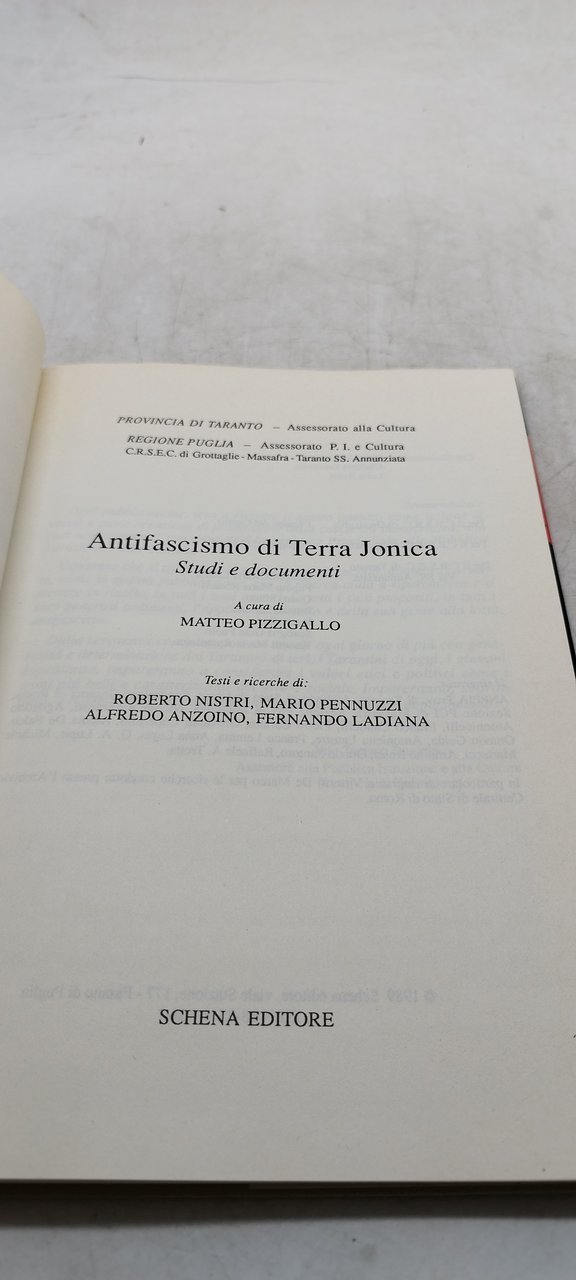 PROVINCIA DI TARANTO – Assessorato alla Cultura
REGIONE PUGLIA – Assessorato P. I. e Cultura
C.R.S.E.C. di Grottaglie - Massafra - Taranto SS. Annunziata
Antifascismo di Terra Jonica
Studi e documenti
A cura di
MATTEO PIZZIGALLO
Testi e ricerche di:
ROBERTO NISTRI, MARIO PENNUZZI
ALFREDO ANZOINO, FERNANDO LADIANA
SCHENA EDITORE